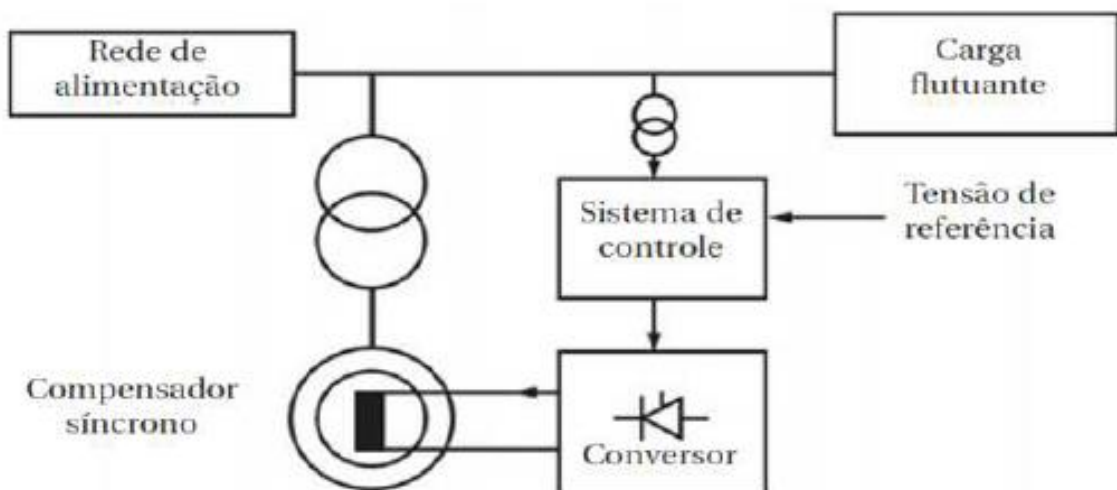 Rede de
alimentação
Carga
flutuante
Sistema de
controle
Tensão de
referência
Compensador
síncrono
Conversor